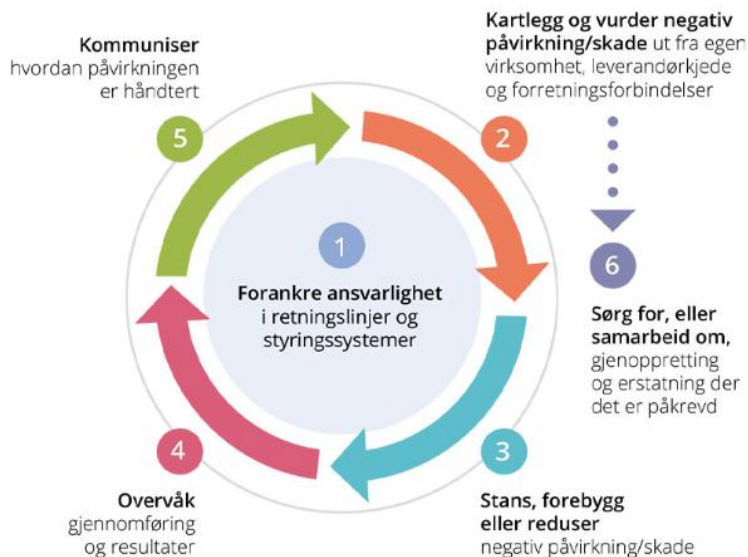 1
Forankre ansvarlighet
i retningslinjer og
styringssystemer
2
Kartlegg og vurder negativ
påvirkning/skade ut fra egen
virksomhet, leverandørkjede
og forretningsforbindelser
3
Stans, forebygg
eller reduser
negativ påvirkning/skade
4
Overvåk
gjennomføring
og resultater
5
Kommuniser
hvordan påvirkningen
er håndtert
6
Sørg for, eller
samarbeid om,
gjenoppretting
og erstatning der
det er påkrevd